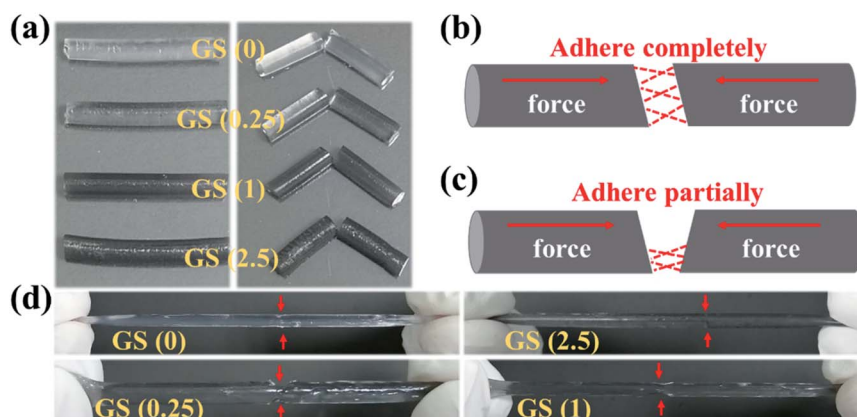 (a)
GS (0)
GS (0.25)
GS (1)
GS (2.5)
(b)
Adhere completely
force force
(c)
Adhere partially
force force
(d)
GS (0)
GS (2.5)
GS (0.25)
GS (1)